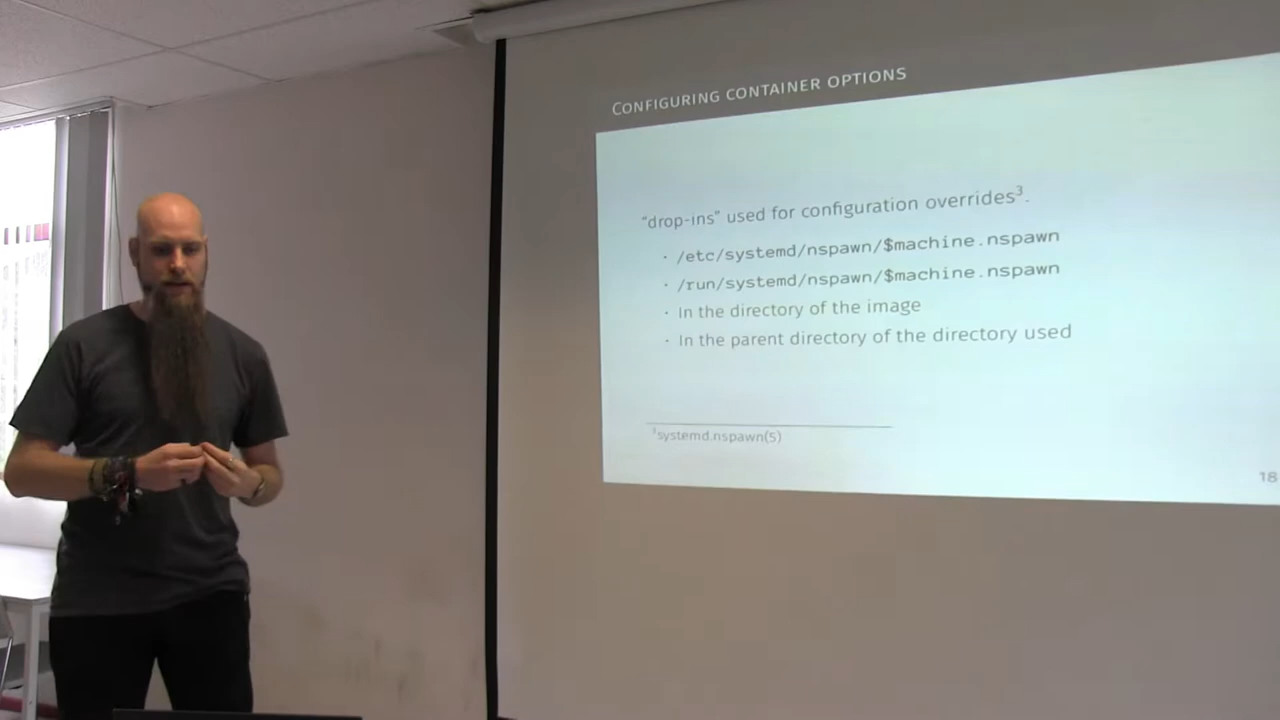 CONFIGURING CONTAINER OPTIONS
“drop-ins” used for configuration overrides³.
· /etc/systemd/nspawn/$machine.nspawn
· /run/systemd/nspawn/$machine.nspawn
· In the directory of the image
· In the parent directory of the directory used
³systemd.nspawn(5)
18